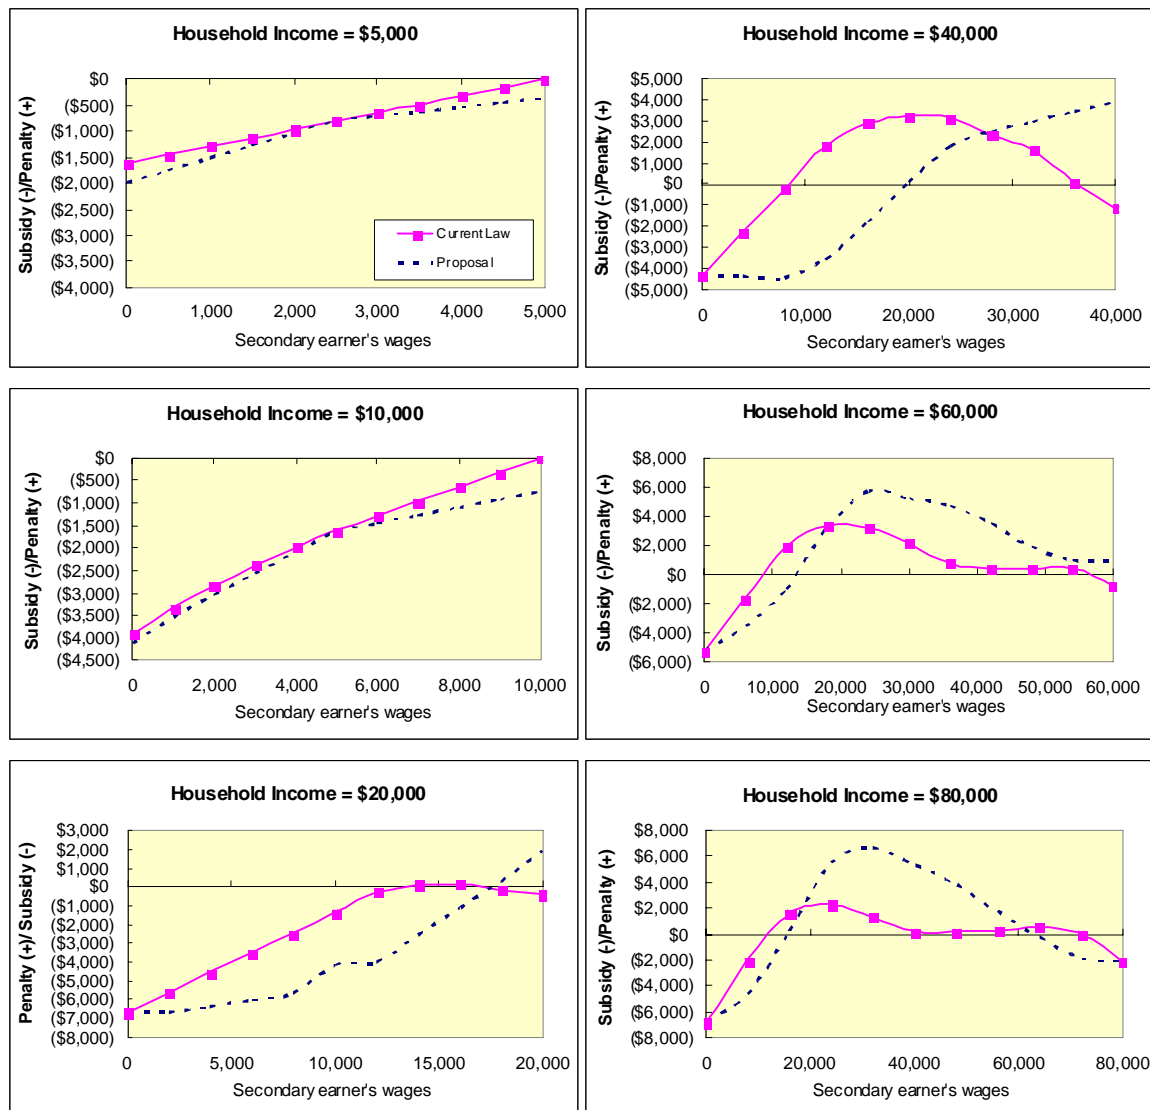 Household Income = $5,000
Subsidy (-)/Penalty (+)
$0
($500)
($1,000)
($1,500)
($2,000)
($2,500)
($3,000)
($3,500)
($4,000)
Current Law
Proposal
0 1,000 2,000 3,000 4,000 5,000
Secondary earner's wages
Household Income = $40,000
Subsidy (-)/Penalty (+)
$5,000
$4,000
$3,000
$2,000
$1,000
$0
($1,000)
($2,000)
($3,000)
($4,000)
($5,000)
0 10,000 20,000 30,000 40,000
Secondary earner's wages
Household Income = $10,000
Subsidy (-)/Penalty (+)
$0
($500)
($1,000)
($1,500)
($2,000)
($2,500)
($3,000)
($3,500)
($4,000)
($4,500)
0 2,000 4,000 6,000 8,000 10,000
Secondary earner's wages
Household Income = $60,000
Subsidy (-)/Penalty (+)
$8,000
$6,000
$4,000
$2,000
$0
($2,000)
($4,000)
($6,000)
0 10,000 20,000 30,000 40,000 50,000 60,000
Secondary earner's wages
Household Income = $20,000
Penalty (+)/ Subsidy (-)
$3,000
$2,000
$1,000
$0
($1,000)
($2,000)
($3,000)
($4,000)
($5,000)
($6,000)
($7,000)
($8,000)
0 5,000 10,000 15,000 20,000
Secondary earner's wages
Household Income = $80,000
Subsidy (-)/Penalty (+)
$8,000
$6,000
$4,000
$2,000
$0
($2,000)
($4,000)
($6,000)
($8,000)
0 20,000 40,000 60,000 80,000
Secondary earner's wages